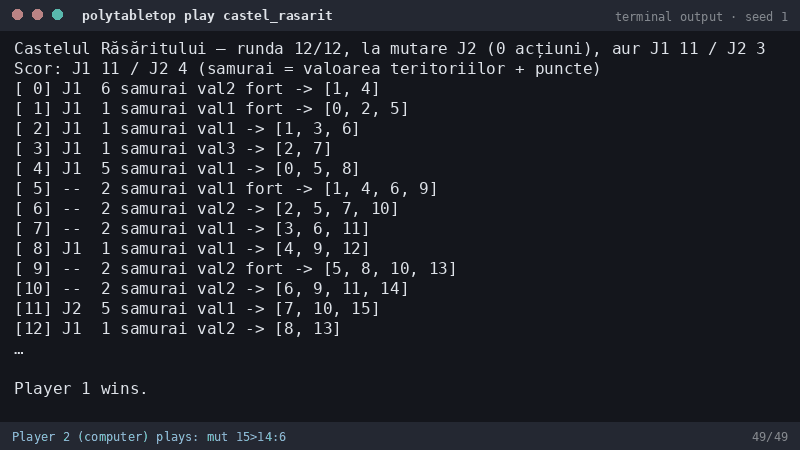 polytabletop play castel_rasarit
terminal output · seed 1
Castelul Răsăritului — runda 12/12, la mutare J2 (0 acțiuni), aur J1 11 / J2 3
Scor: J1 11 / J2 4 (samurai = valoarea teritoriilor + puncte)
[ 0] J1  6 samurai val2 fort -> [1, 4]
[ 1] J1  1 samurai val1 fort -> [0, 2, 5]
[ 2] J1  1 samurai val1 -> [1, 3, 6]
[ 3] J1  1 samurai val3 -> [2, 7]
[ 4] J1  5 samurai val1 -> [0, 5, 8]
[ 5] --  2 samurai val1 fort -> [1, 4, 6, 9]
[ 6] --  2 samurai val2 -> [2, 5, 7, 10]
[ 7] --  2 samurai val1 -> [3, 6, 11]
[ 8] J1  1 samurai val1 -> [4, 9, 12]
[ 9] --  2 samurai val2 fort -> [5, 8, 10, 13]
[10] --  2 samurai val2 -> [6, 9, 11, 14]
[11] J2  5 samurai val1 -> [7, 10, 15]
[12] J1  1 samurai val2 -> [8, 13]
…
Player 1 wins.
Player 2 (computer) plays: mut 15>14:6
49/49